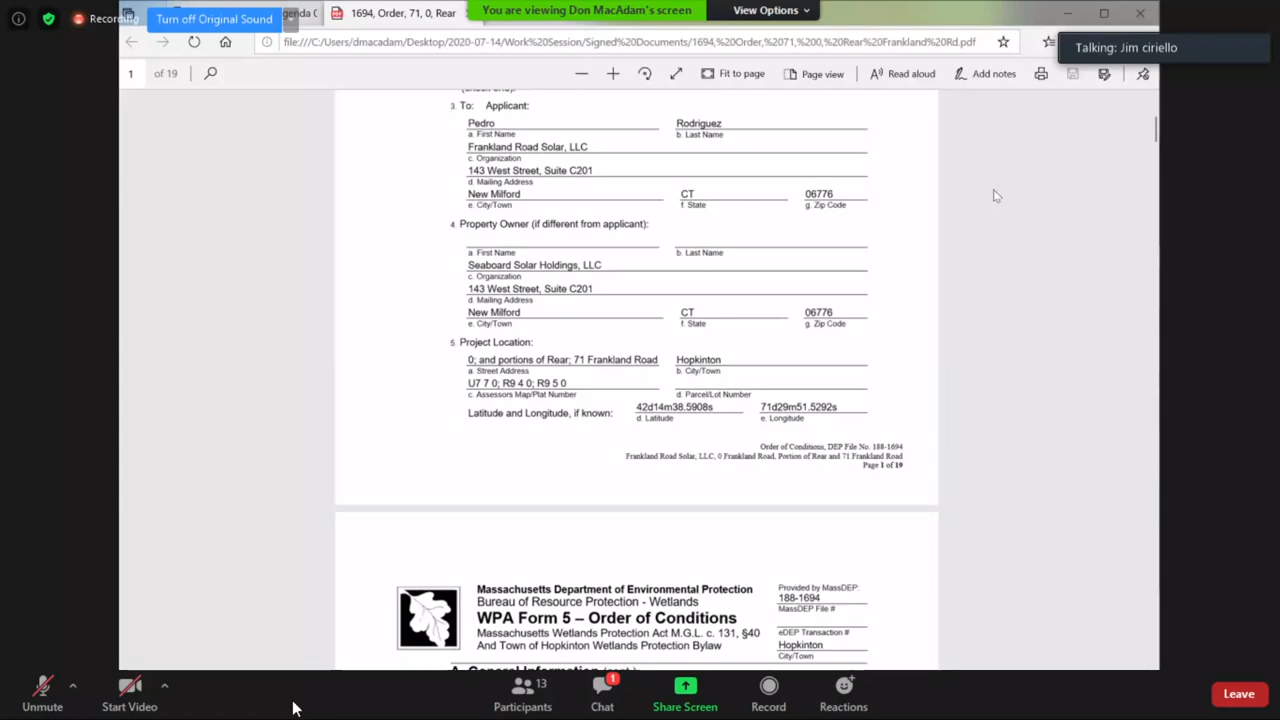 Recording
Turn off Original Sound
genda
1694, Order, 71, 0, Rear
You are viewing Don MacAdam's screen
View Options
file:///C:/Users/dmacadam/Desktop/2020-07-14/Work%20Session/Signed%20Documents/1694,%20Order,%2071,%200,%20Rear%20Frankland%20Rd.pdf
Talking: Jim ciriello
1 of 19
Fit to page
Page view
Read aloud
Add notes
3. To: Applicant:
Pedro Rodriguez
a. First Name b. Last Name
Frankland Road Solar, LLC
c. Organization
143 West Street, Suite C201
d. Mailing Address
New Milford CT 06776
e. City/Town f. State g. Zip Code
4. Property Owner (if different from applicant):
a. First Name b. Last Name
Seaboard Solar Holdings, LLC
c. Organization
143 West Street, Suite C201
d. Mailing Address
New Milford CT 06776
e. City/Town f. State g. Zip Code
5. Project Location:
0; and portions of Rear; 71 Frankland Road Hopkinton
a. Street Address b. City/Town
U7 7 0; R9 4 0; R9 5 0
c. Assessors Map/Plat Number d. Parcel/Lot Number
Latitude and Longitude, if known: 42d14m38.5908s 71d29m51.5292s
d. Latitude e. Longitude
Order of Conditions, DEP File No. 188-1694
Frankland Road Solar, LLC, 0 Frankland Road, Portion of Rear and 71 Frankland Road
Page 1 of 19
Massachusetts Department of Environmental Protection
Bureau of Resource Protection - Wetlands
WPA Form 5 – Order of Conditions
Massachusetts Wetlands Protection Act M.G.L. c. 131, §40
And Town of Hopkinton Wetlands Protection Bylaw
Provided by MassDEP:
188-1694
MassDEP File #
eDEP Transaction #
Hopkinton
City/Town
A. General Information (cont.)
Unmute
Start Video
13
Participants
1
Chat
Share Screen
Record
Reactions
Leave